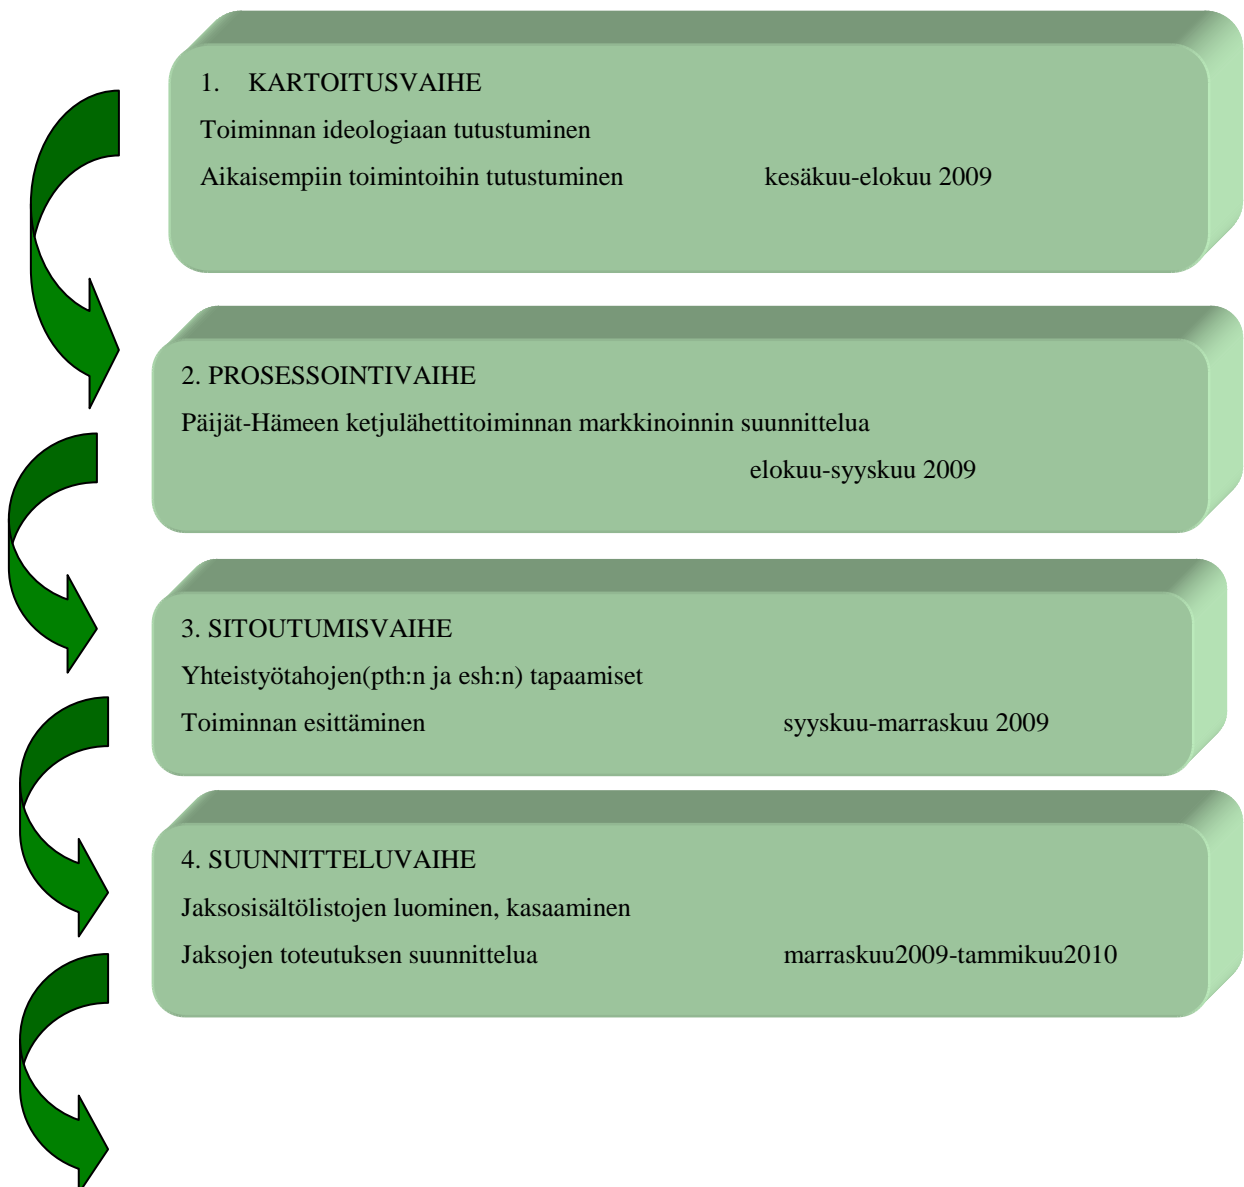 1. KARTOITUSVAIHE
Toiminnan ideologiaan tutustuminen
Aikaisempiin toimintoihin tutustuminen kesäkuu-elokuu 2009
2. PROSESSOINTIVAIHE
Päijät-Hämeen ketjulähettitoiminnan markkinoinnin suunnittelua
elokuu-syyskuu 2009
3. SITOUTUMISVAIHE
Yhteistyötahojen(pth:n ja esh:n) tapaamiset
Toiminnan esittäminen syyskuu-marraskuu 2009
4. SUUNNITTELUVAIHE
Jaksosisältölistojen luominen, kasaaminen
Jaksojen toteutuksen suunnittelua marraskuu2009-tammikuu2010